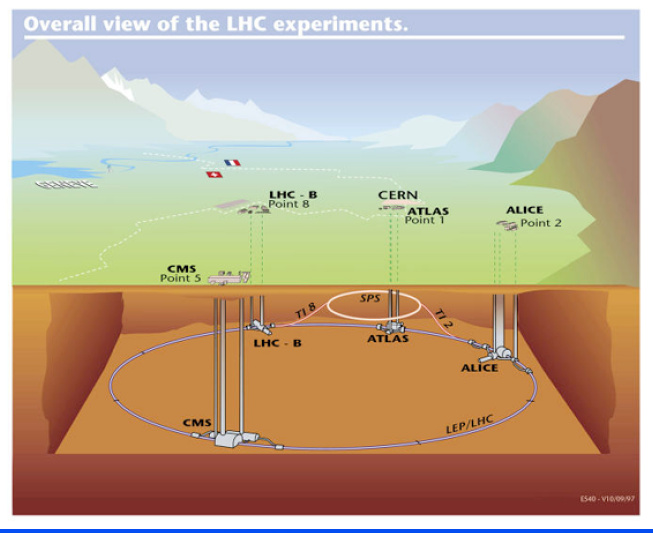 Overall view of the LHC experiments.
GENEVE
LHC - B
Point 8
CERN
ATLAS
Point 1
ALICE
Point 2
CMS
Point 5
SPS
TI 8
TI 2
LHC - B
ATLAS
ALICE
CMS
LEP/LHC
E540 - V10/09/97